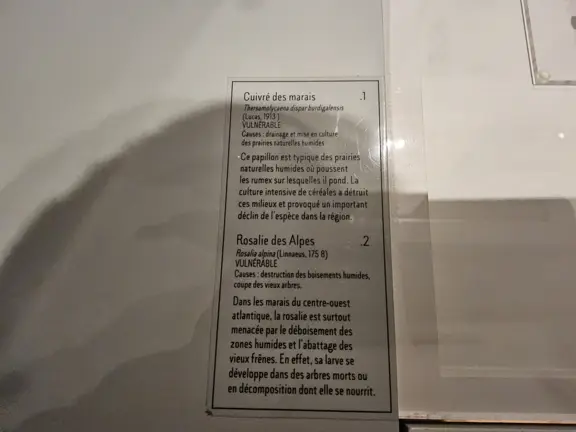 Cuivré des marais .1
Thersamolycaena dispar burdigalensis
(Lucas, 1913 )
VULNÉRABLE
Causes : drainage et mise en culture
des prairies naturelles humides
Ce papillon est typique des prairies
naturelles humides où poussent
les rumex sur lesquelles il pond. La
culture intensive de céréales a détruit
ces milieux et provoqué un important
déclin de l'espèce dans la région.
Rosalie des Alpes .2
Rosalia alpina (Linnaeus, 175 8)
VULNÉRABLE
Causes : destruction des boisements humides,
coupe des vieux arbres.
Dans les marais du centre-ouest
atlantique, la rosalie est surtout
menacée par le déboisement des
zones humides et l'abattage des
vieux frênes. En effet, sa larve se
développe dans des arbres morts ou
en décomposition dont elle se nourrit.